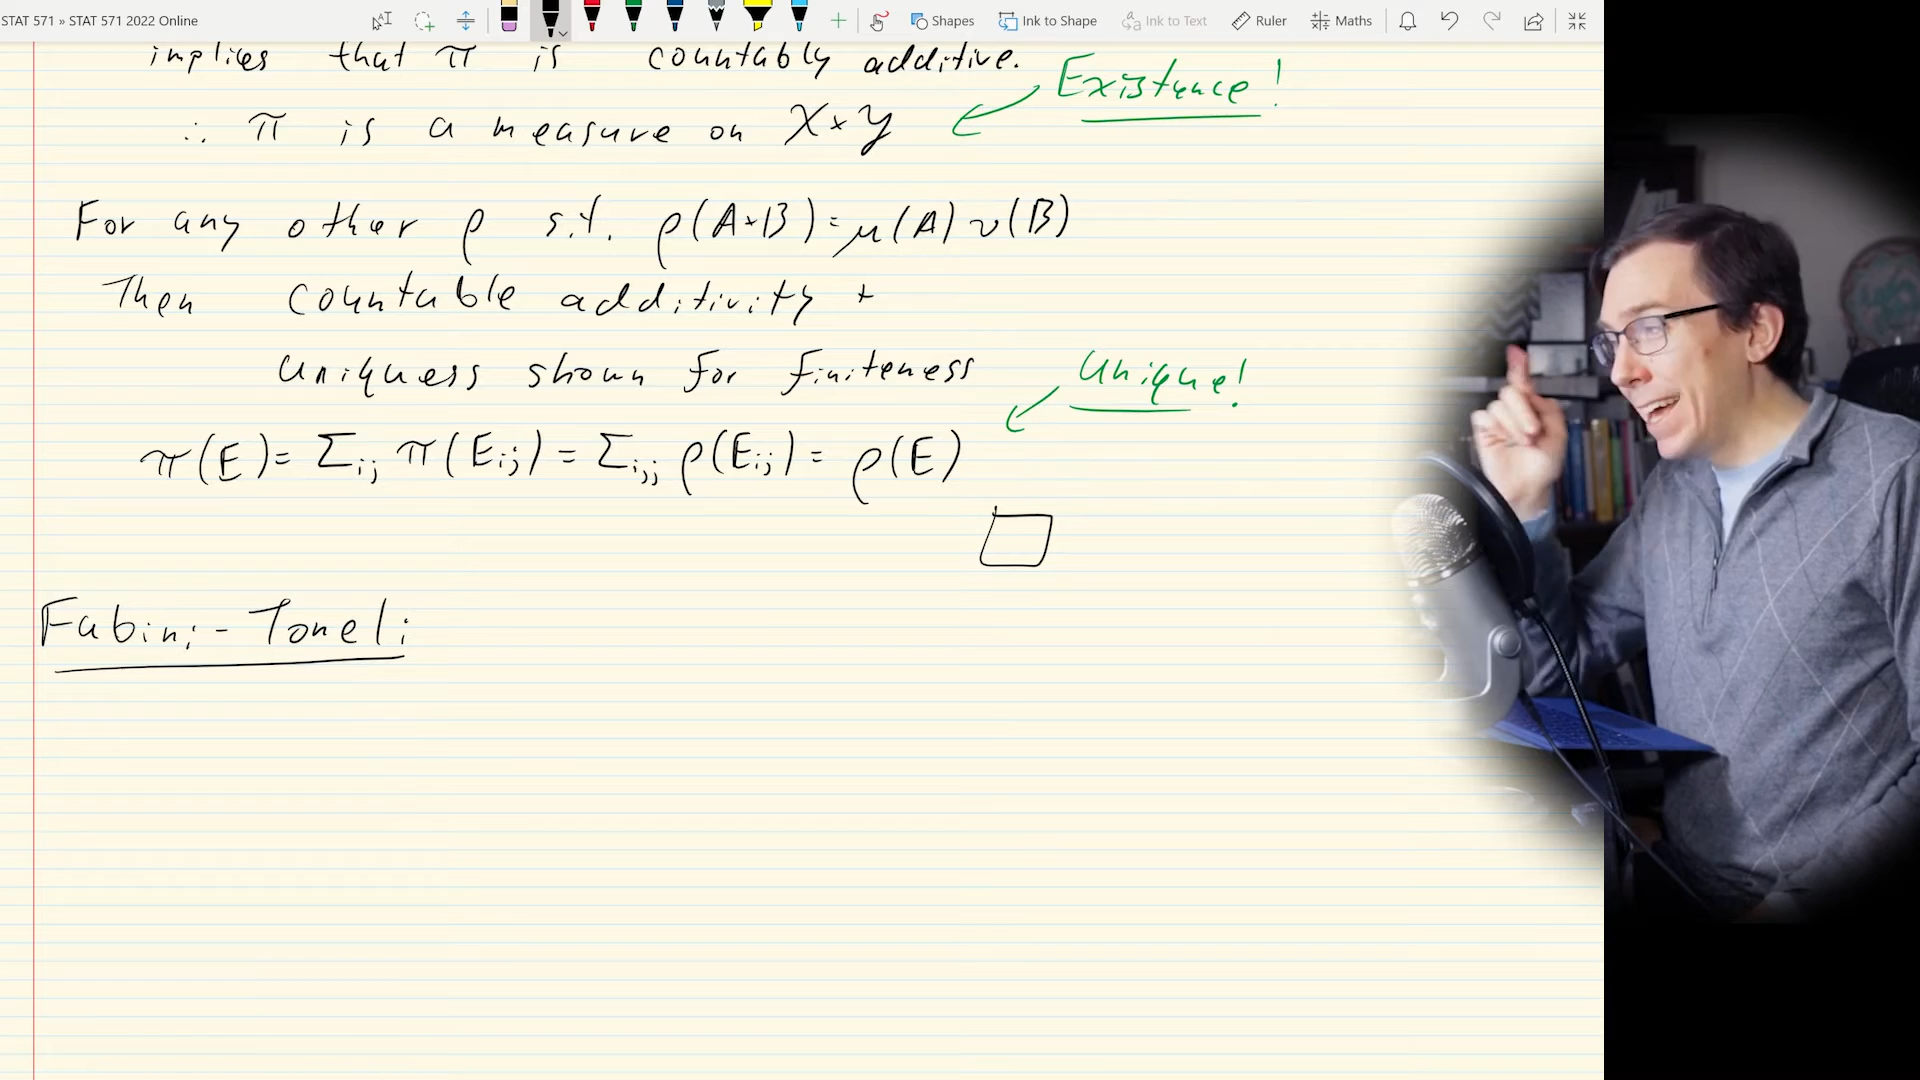 STAT 571 » STAT 571 2022 Online
Shapes Ink to Shape Ink to Text Ruler Maths
implies that π is countably additive.
Existence!
∴ π is a measure on X×Y
For any other ρ s.t. ρ(A×B)=μ(A)ν(B)
Then countable additivity +
Uniquess shown for finiteness
Unique!
π(E)= Σij π(Eij) = Σi,j ρ(Eij) = ρ(E)
Fubini-Toneli